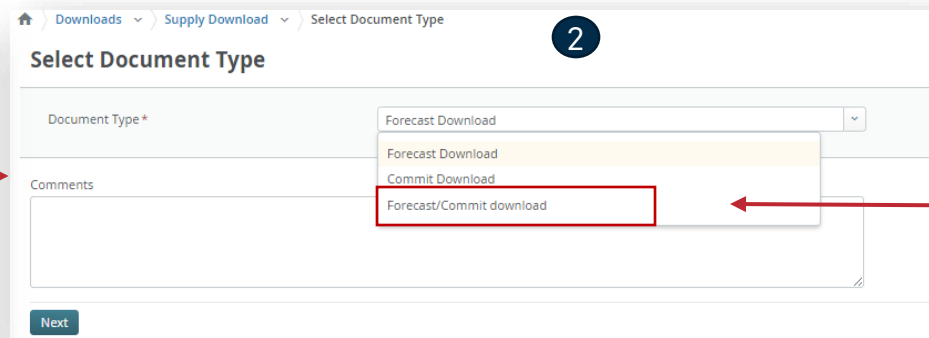 Downloads Supply Download Select Document Type
2
Select Document Type
Document Type * Forecast Download
Forecast Download
Commit Download
Comments
Forecast/Commit download
Next